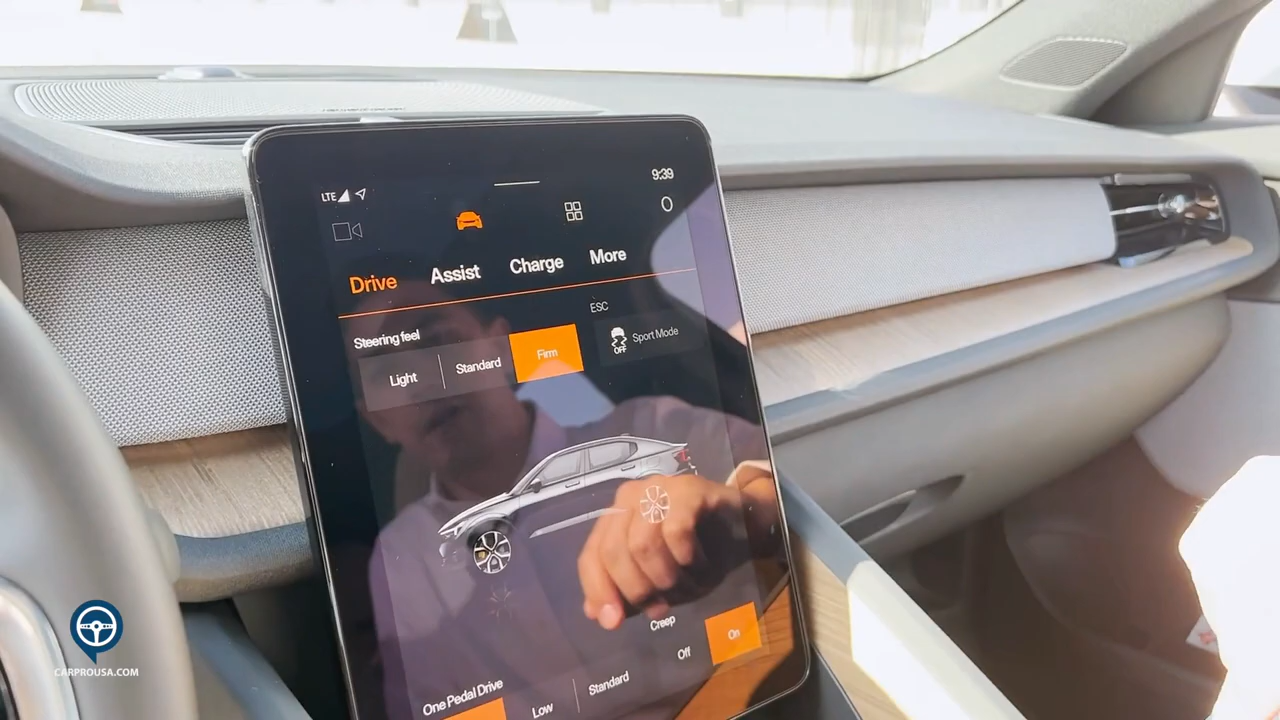 LTE
9:39
Drive Assist Charge More
Steering feel
Light Standard Firm
ESC
OFF Sport Mode
Creep
Off On
One Pedal Drive
Low Standard
CARPROUSA.COM